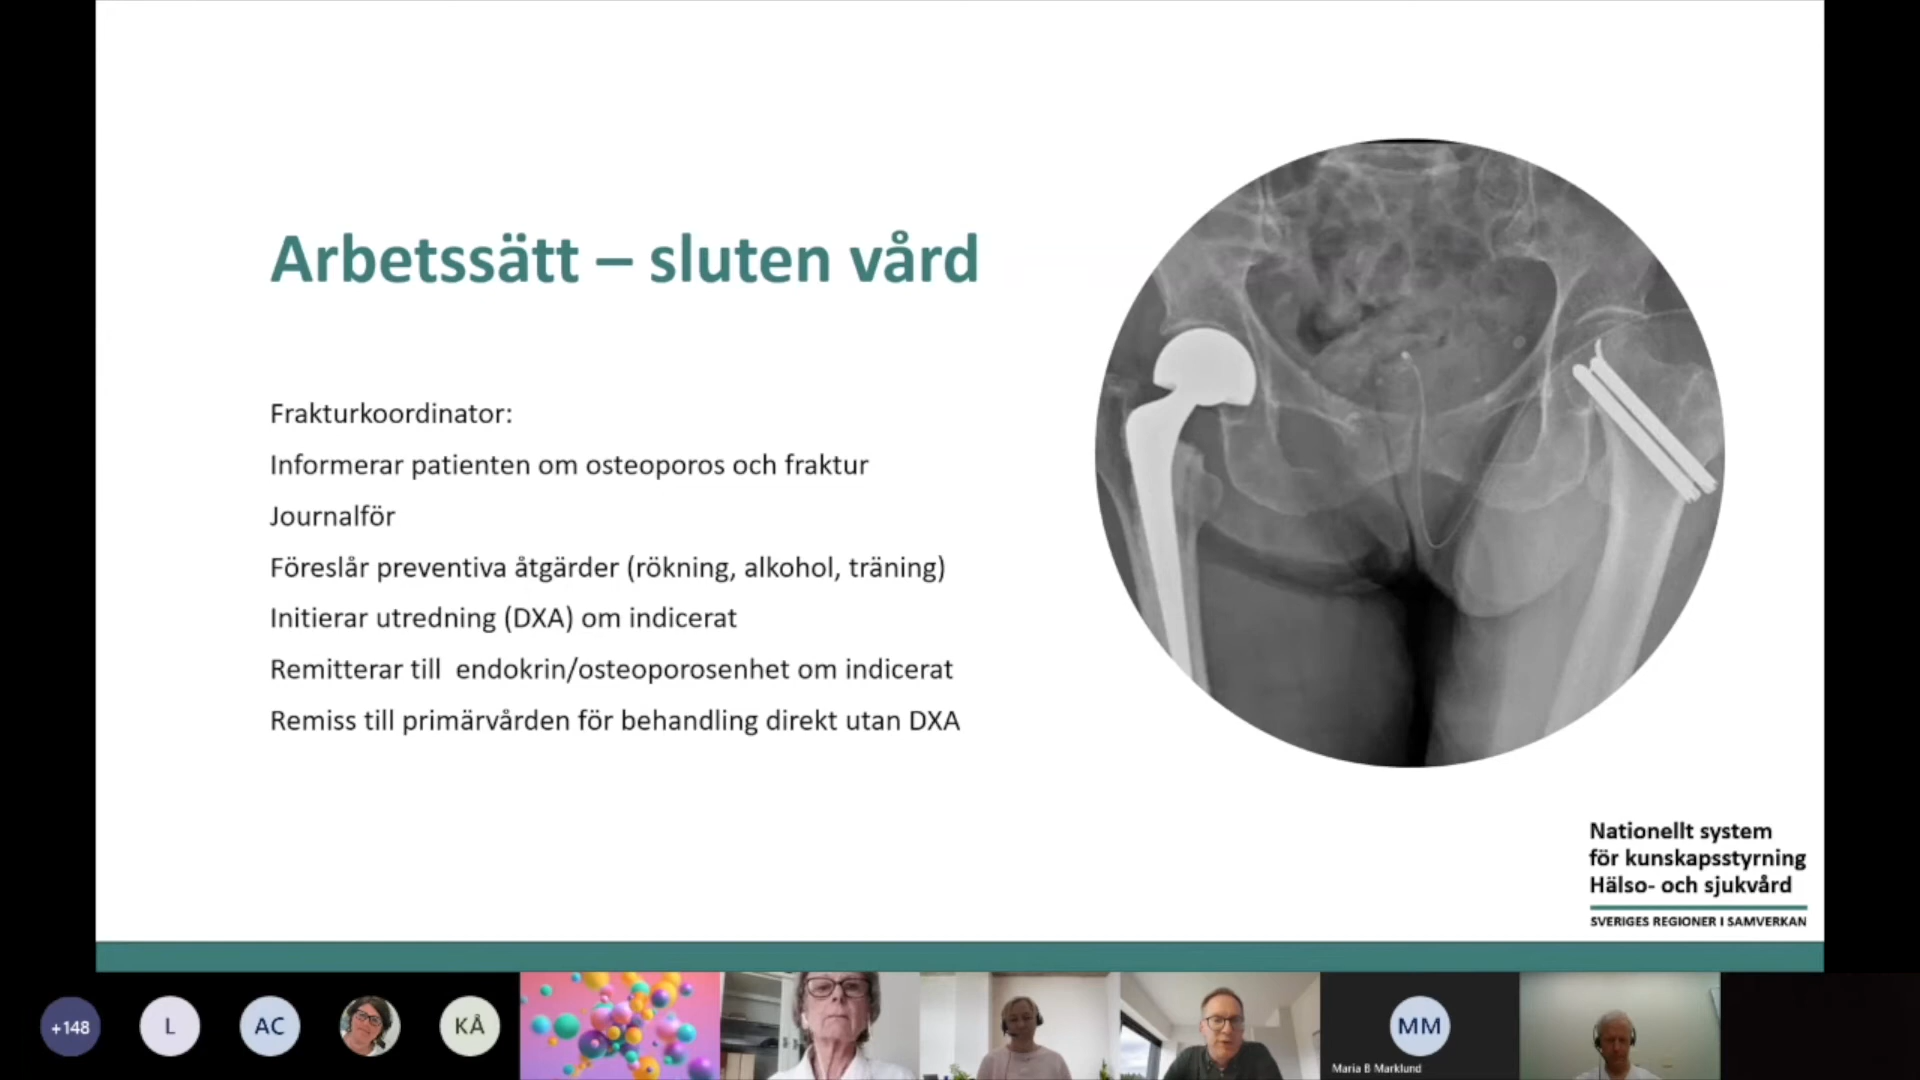 Arbetssätt – sluten vård
Frakturkoordinator:
Informerar patienten om osteoporos och fraktur
Journalför
Föreslår preventiva åtgärder (rökning, alkohol, träning)
Initierar utredning (DXA) om indicerat
Remitterar till  endokrin/osteoporosenhet om indicerat
Remiss till primärvården för behandling direkt utan DXA
Nationellt system
för kunskapsstyrning
Hälso- och sjukvård
SVERIGES REGIONER I SAMVERKAN
+148
L
AC
KÅ
MM
Maria B Marklund